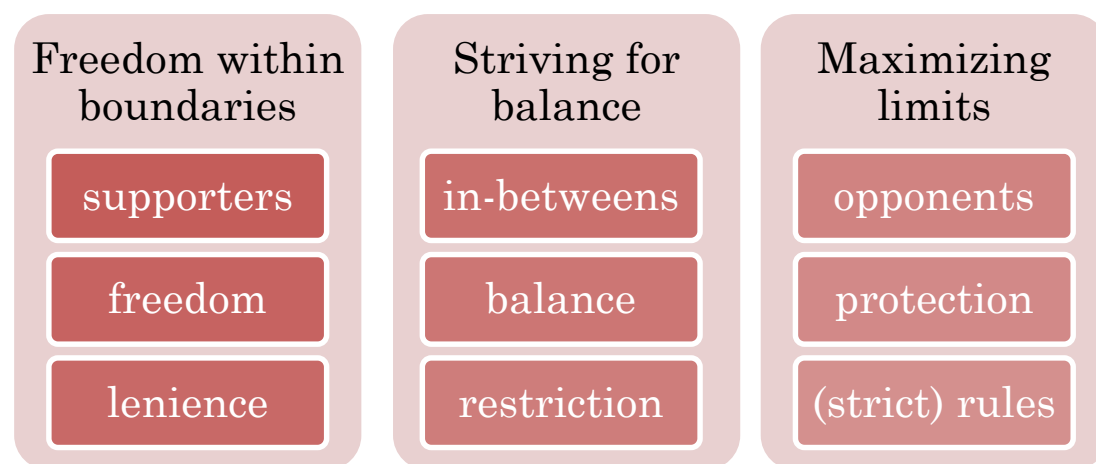 Freedom within
boundaries
supporters
freedom
lenience
Striving for
balance
in-betweens
balance
restriction
Maximizing
limits
opponents
protection
(strict) rules